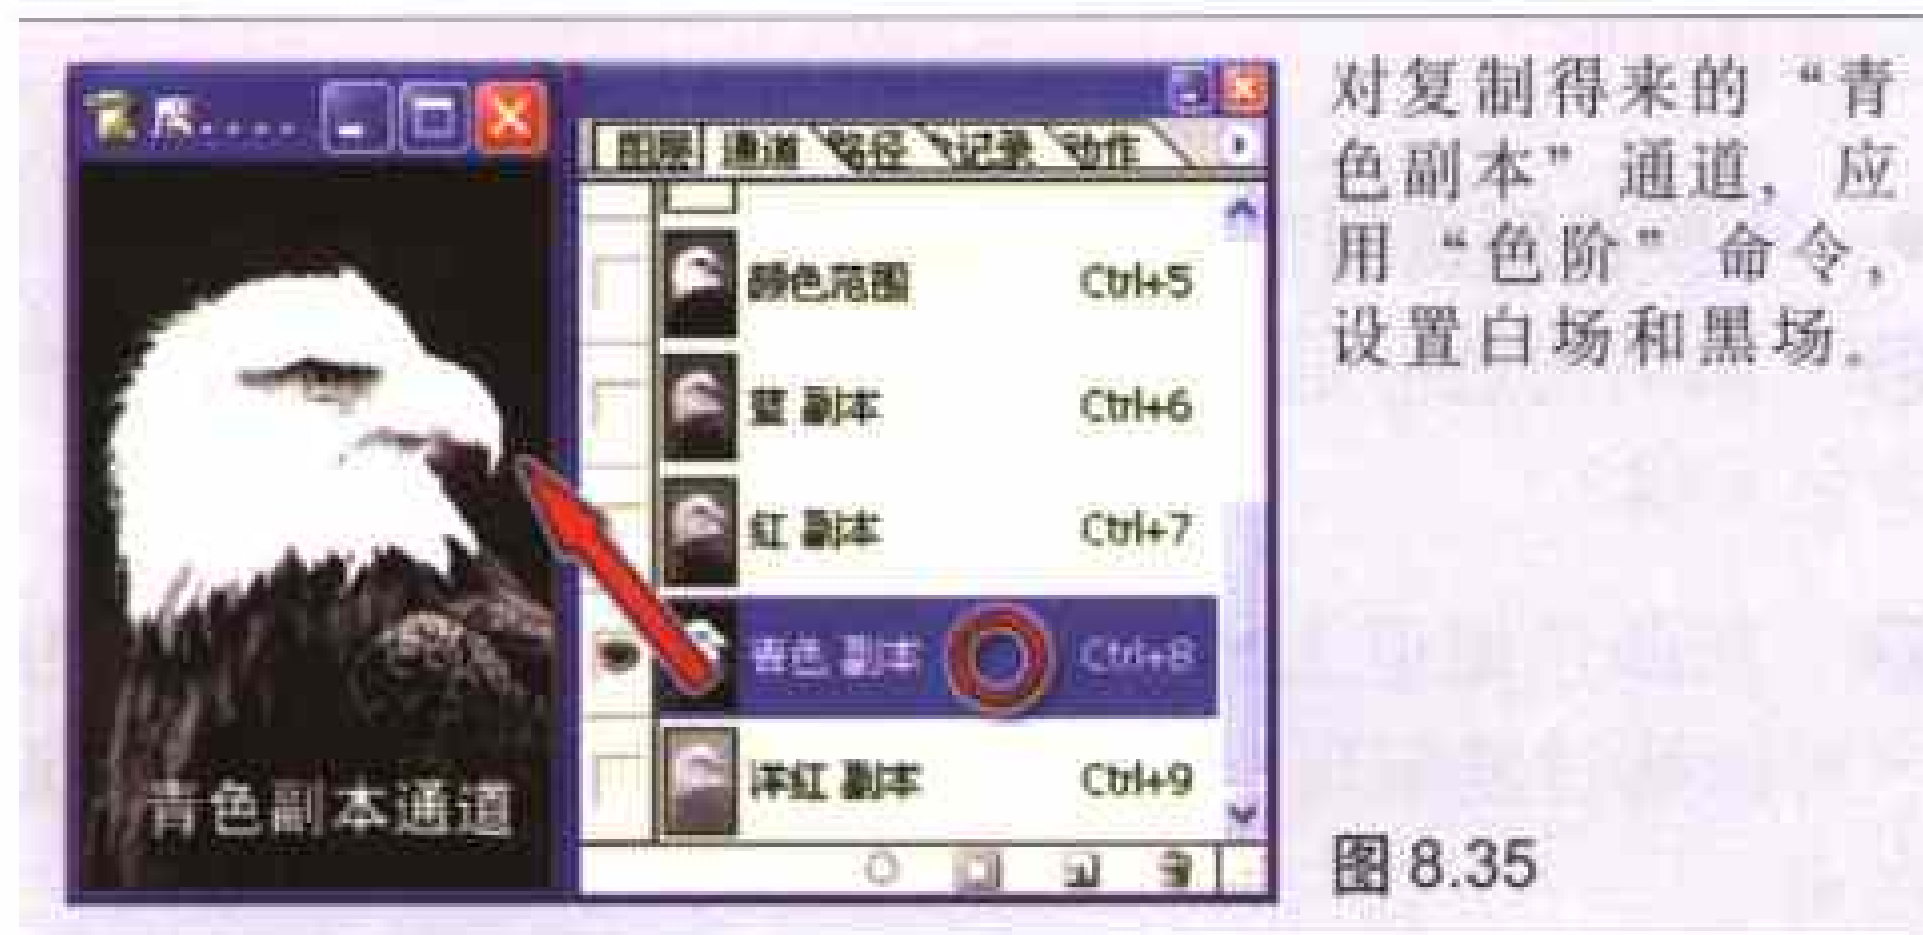 图层 通道 路径 记录 动作
颜色范围 Ctrl+5
蓝 副本 Ctrl+6
红 副本 Ctrl+7
青色 副本 Ctrl+8
洋红 副本 Ctrl+9
青色副本通道
对复制得来的“青
色副本”通道，应
用“色阶”命令，
设置白场和黑场。
图 8.35